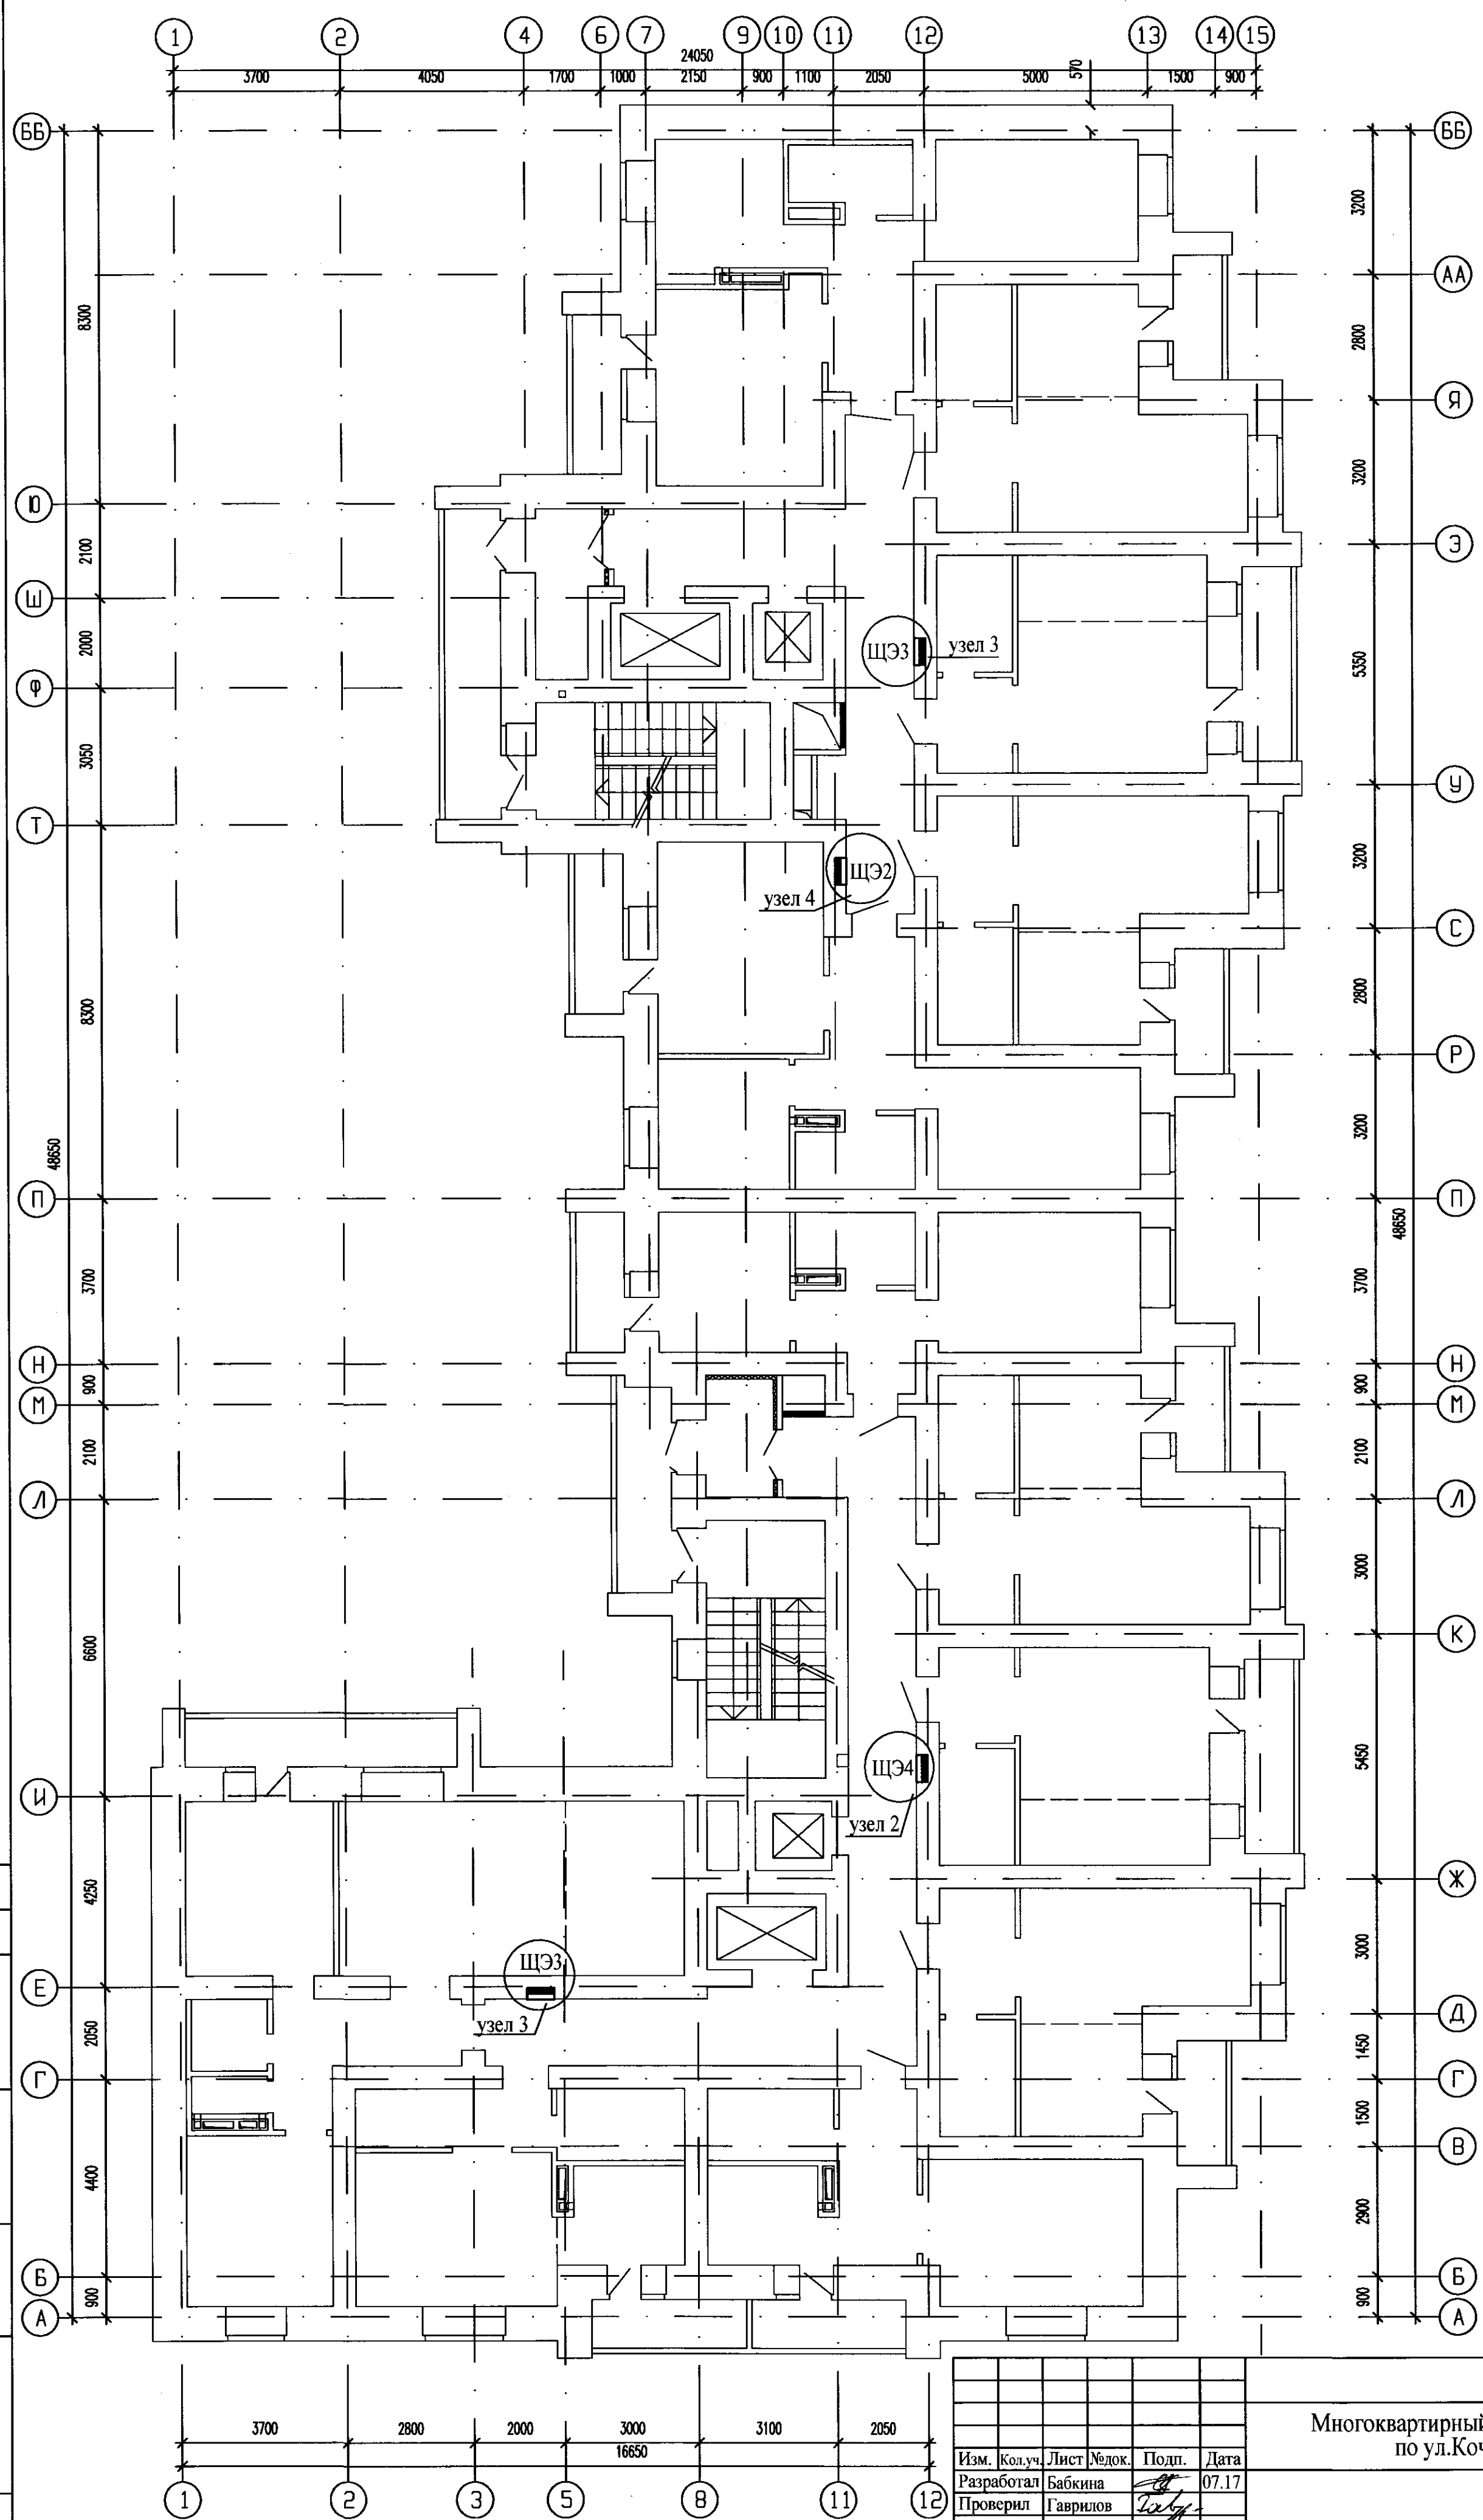 1 2 4 6 7 9 10 11 12 13 14 15
24050
3700 4050 1700 1000 2150 900 1100 2050 5000 570 1500 900
ББ ББ
3200
АА
8300 2800
Я
3200
Ю
Э
2100
Ш
2000 ЩЭ3 узел 3 5350
Ф
3050
У
Т
3200
ЩЭ2
узел 4
С
8300 2800
Р
3200
48650
П П
48650
3700 3700
Н Н
900 900
М М
2100 2100
Л Л
3000
К
6600
5450
ЩЭ4
И
узел 2
Ж
4250
3000
ЩЭ3
Е
Д
узел 3
2050 1450
Г Г
1500
В
4400
2900
Б Б
900 900
А А
3700 2800 2000 3000 3100 2050
16650
1 2 3 5 8 11 12
Многоквартирный
по ул.Коч
Изм. Кол.уч. Лист №док. Подп. Дата
Разработал Бабкина 07.17
Проверил Гаврилов